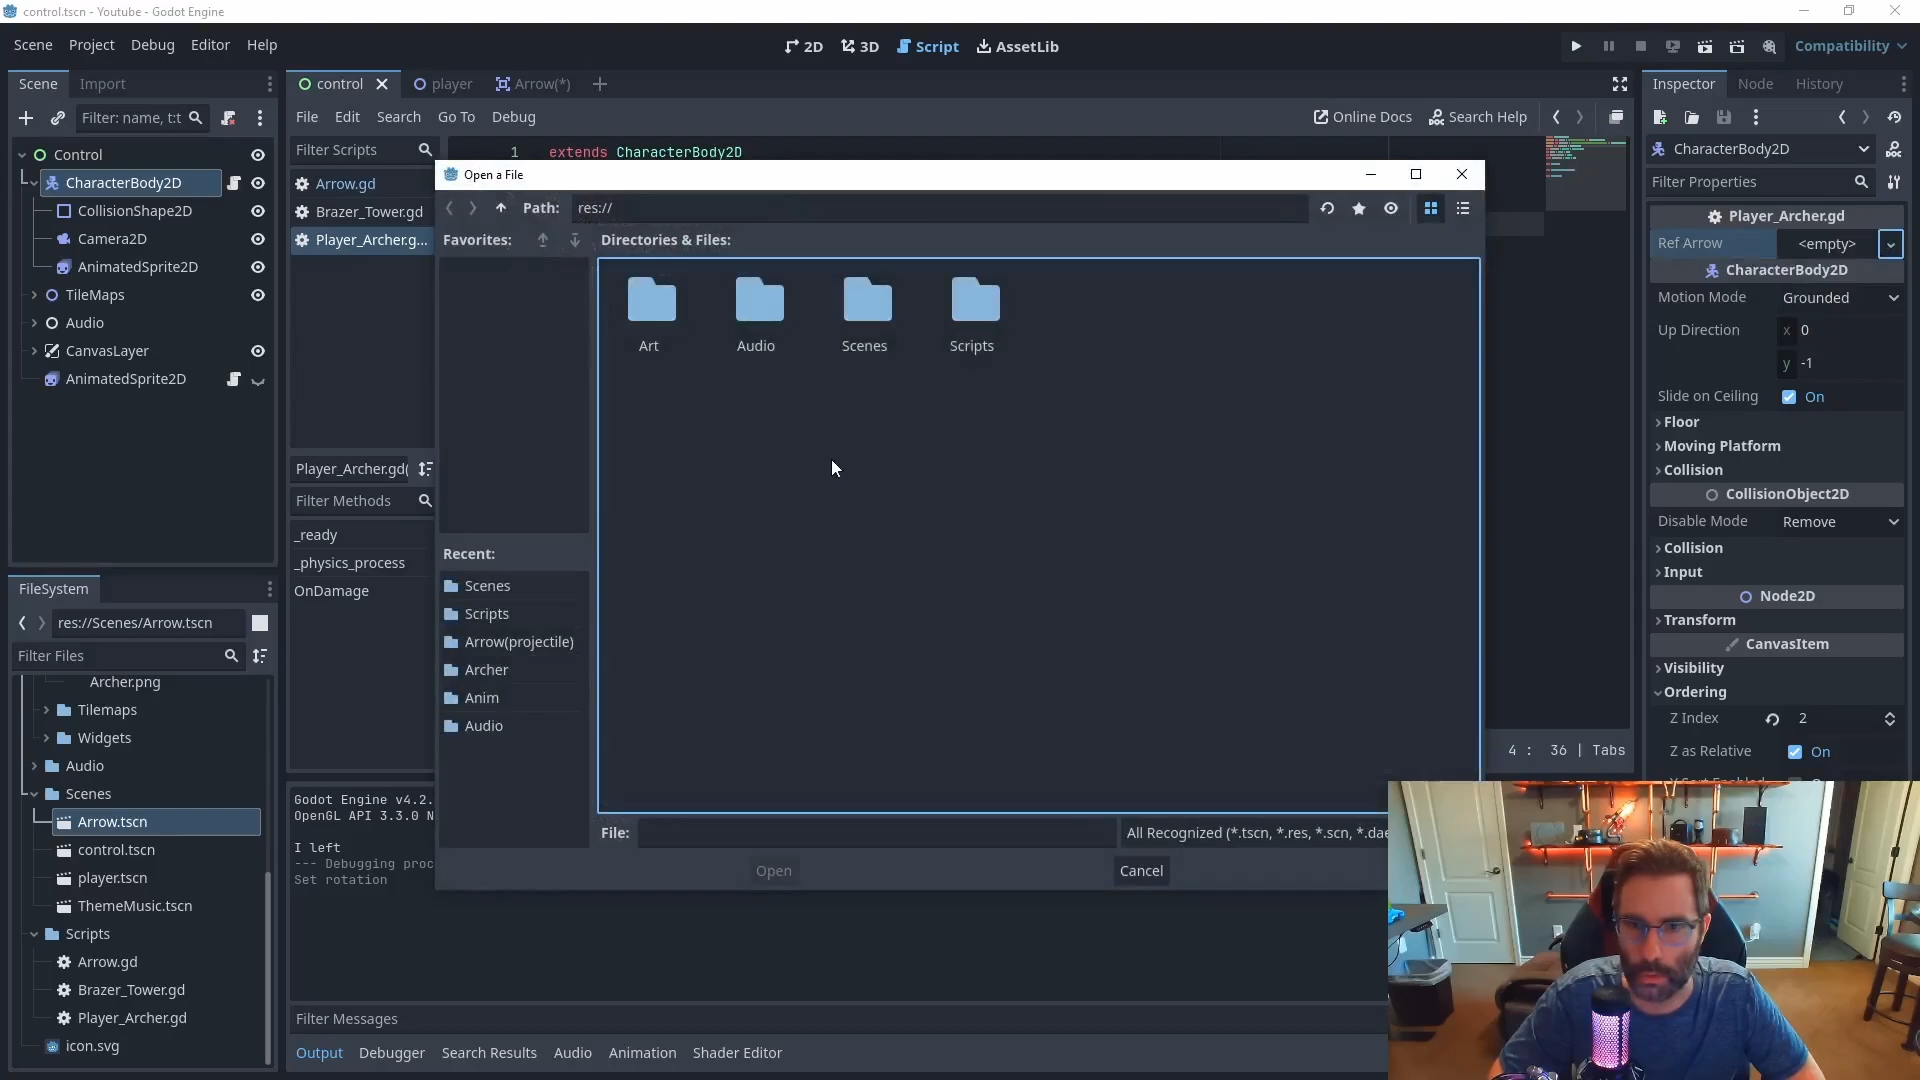 control.tscn - Youtube - Godot Engine
Scene Project Debug Editor Help
2D 3D Script AssetLib
Compatibility
Scene Import
control player Arrow(*)
Inspector Node History
Filter: name, t:t
File Edit Search Go To Debug
Online Docs Search Help
Control
CharacterBody2D
CollisionShape2D
Camera2D
AnimatedSprite2D
TileMaps
Audio
CanvasLayer
AnimatedSprite2D
Filter Scripts
Arrow.gd
Brazer_Tower.gd
Player_Archer.g...
Player_Archer.gd(
Filter Methods
_ready
_physics_process
OnDamage
1 extends CharacterBody2D
Open a File
Path: res://
Favorites:
Directories & Files:
Art Audio Scenes Scripts
Recent:
Scenes
Scripts
Arrow(projectile)
Archer
Anim
Audio
File:
All Recognized (*.tscn, *.res, *.scn, *.dae
Open Cancel
4 : 36 | Tabs
CharacterBody2D
Filter Properties
Player_Archer.gd
Ref Arrow <empty>
CharacterBody2D
Motion Mode Grounded
Up Direction x 0
y -1
Slide on Ceiling On
Floor
Moving Platform
Collision
CollisionObject2D
Disable Mode Remove
Collision
Input
Node2D
Transform
CanvasItem
Visibility
Ordering
Z Index 2
Z as Relative On
FileSystem
res://Scenes/Arrow.tscn
Filter Files
Archer.png
Tilemaps
Widgets
Audio
Scenes
Arrow.tscn
control.tscn
player.tscn
ThemeMusic.tscn
Scripts
Arrow.gd
Brazer_Tower.gd
Player_Archer.gd
icon.svg
Godot Engine v4.2.
OpenGL API 3.3.0 N
I left
--- Debugging proc
Set rotation
Filter Messages
Output Debugger Search Results Audio Animation Shader Editor